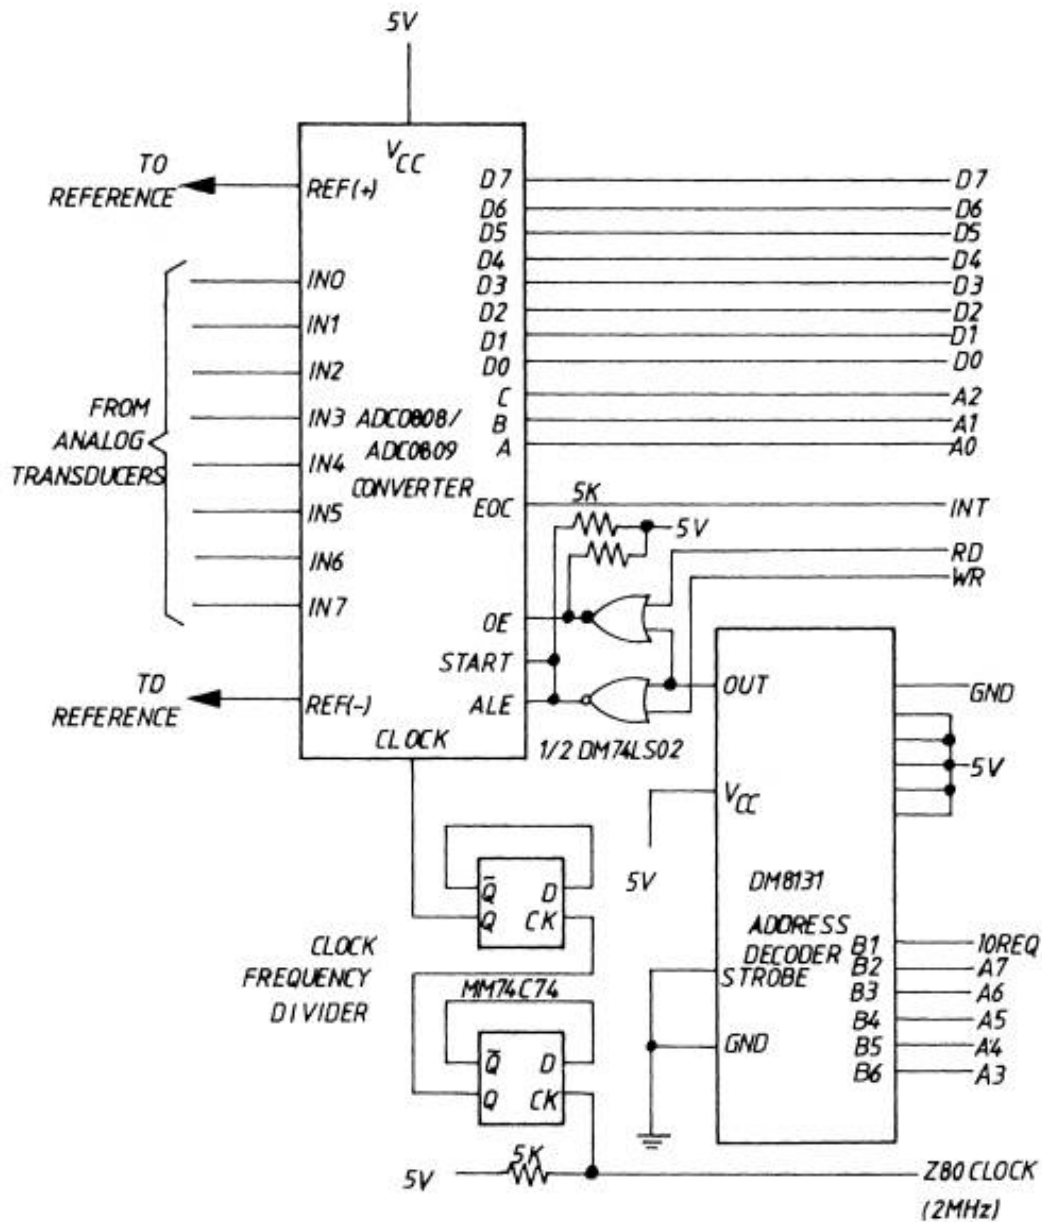 5V
V
CC
TO
REFERENCE
REF(+)
D7
D7
D6
D6
D5
D5
D4
D4
D3
D3
D2
D2
D1
D1
D0
D0
IN0
IN1
IN2
IN3
IN4
IN5
IN6
IN7
FROM
ANALOG
TRANSDUCERS
ADC0808/
ADC0809
CONVERTER
C
A2
B
A1
A
A0
EOC
INT
5K
5V
RD
WR
OE
START
ALE
TO
REFERENCE
REF(-)
CLOCK
1/2 DM74LS02
OUT
GND
5V
VCC
5V
DM8131
ADDRESS
DECODER
STROBE
GND
B1
IOREQ
B2
A7
B3
A6
B4
A5
B5
A4
B6
A3
Q̅
D
Q
CK
CLOCK
FREQUENCY
DIVIDER
MM74C74
Q̅
D
Q
CK
5V
5K
Z80 CLOCK
(2MHz)